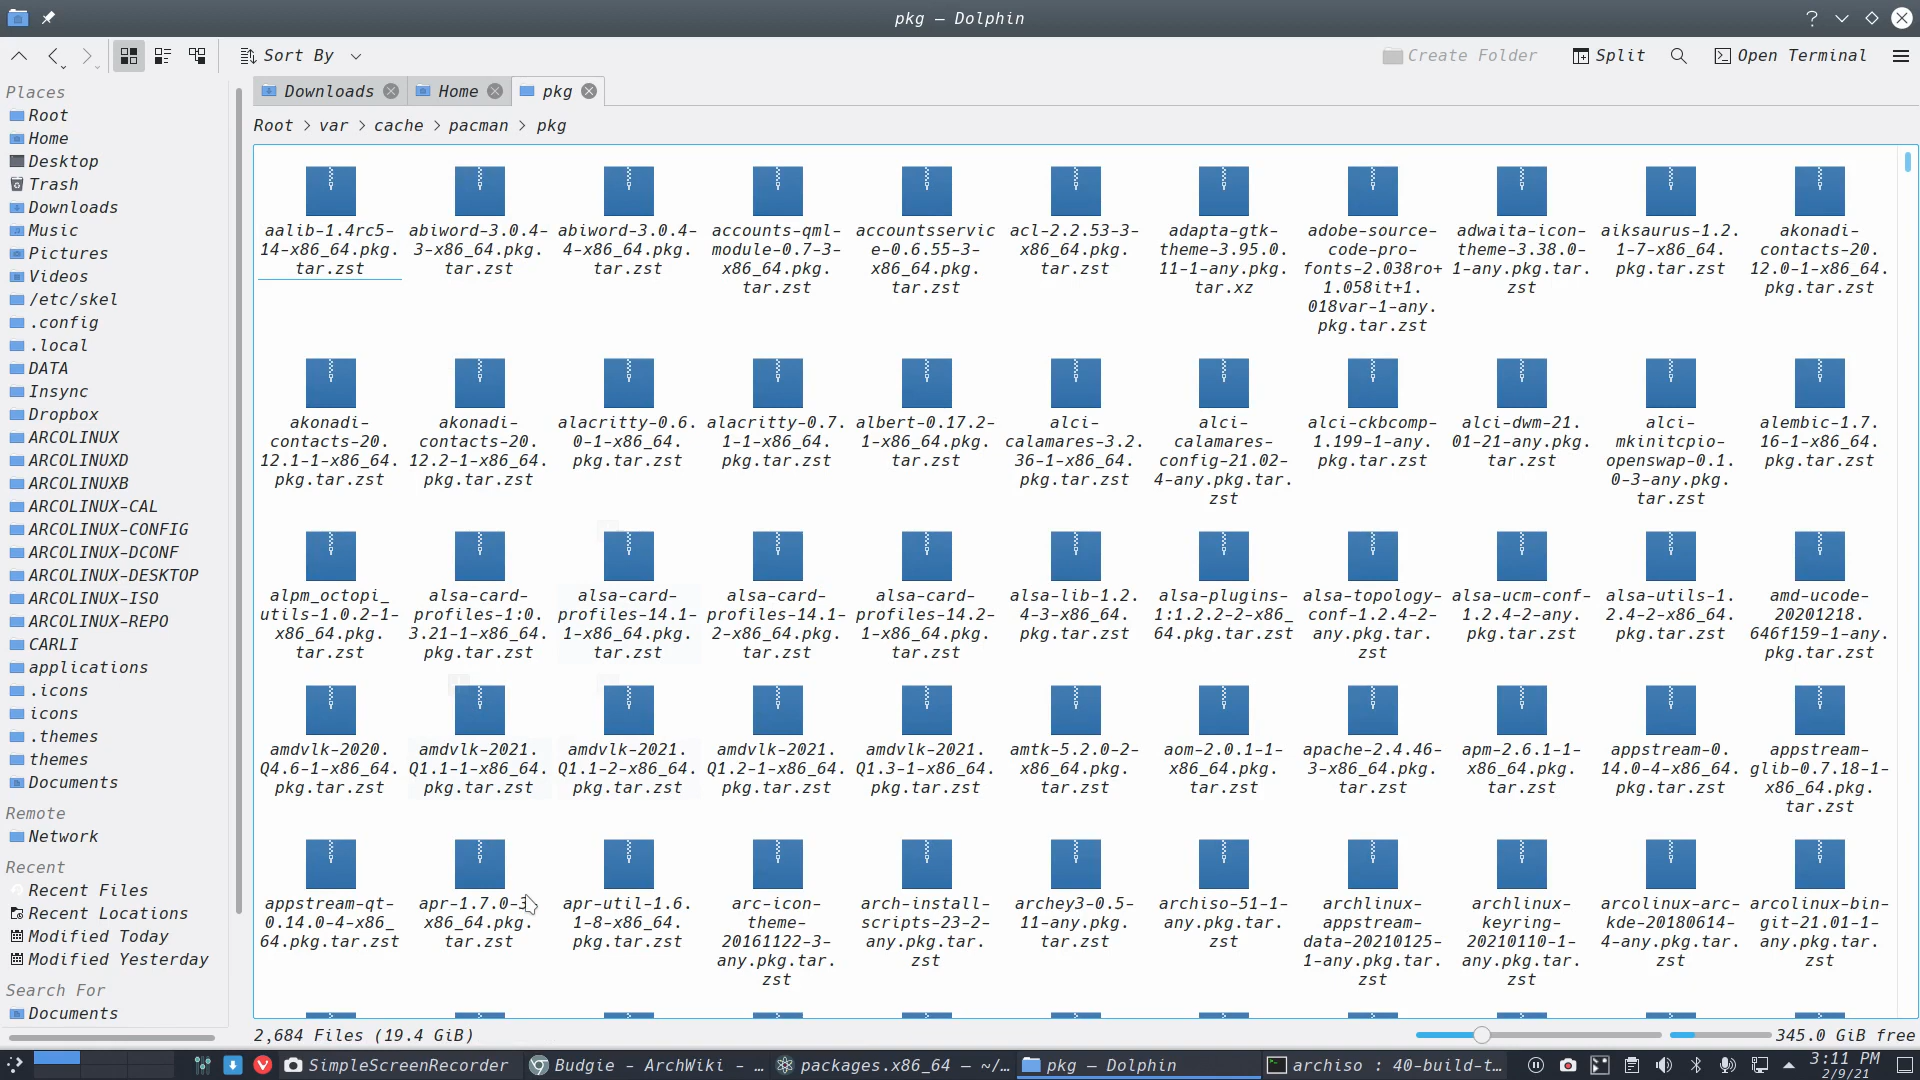 pkg — Dolphin
Sort By
Create Folder
Split
Open Terminal
Downloads
Home
pkg
Root > var > cache > pacman > pkg
Places
Root
Home
Desktop
Trash
Downloads
Music
Pictures
Videos
/etc/skel
.config
.local
DATA
Insync
Dropbox
ARCOLINUX
ARCOLINUXD
ARCOLINUXB
ARCOLINUX-CAL
ARCOLINUX-CONFIG
ARCOLINUX-DCONF
ARCOLINUX-DESKTOP
ARCOLINUX-ISO
ARCOLINUX-REPO
CARLI
applications
.icons
icons
.themes
themes
Documents
Remote
Network
Recent
Recent Files
Recent Locations
Modified Today
Modified Yesterday
Search For
Documents
aalib-1.4rc5-
14-x86_64.pkg.
tar.zst
abiword-3.0.4-
3-x86_64.pkg.
tar.zst
abiword-3.0.4-
4-x86_64.pkg.
tar.zst
accounts-qml-
module-0.7-3-
x86_64.pkg.
tar.zst
accountsservic
e-0.6.55-3-
x86_64.pkg.
tar.zst
acl-2.2.53-3-
x86_64.pkg.
tar.zst
adapta-gtk-
theme-3.95.0.
11-1-any.pkg.
tar.xz
adobe-source-
code-pro-
fonts-2.038ro+
1.058it+1.
018var-1-any.
pkg.tar.zst
adwaita-icon-
theme-3.38.0-
1-any.pkg.tar.
zst
aiksaurus-1.2.
1-7-x86_64.
pkg.tar.zst
akonadi-
contacts-20.
12.0-1-x86_64.
pkg.tar.zst
akonadi-
contacts-20.
12.1-1-x86_64.
pkg.tar.zst
akonadi-
contacts-20.
12.2-1-x86_64.
pkg.tar.zst
alacritty-0.6.
0-1-x86_64.
pkg.tar.zst
alacritty-0.7.
1-1-x86_64.
pkg.tar.zst
albert-0.17.2-
1-x86_64.pkg.
tar.zst
alci-
calamares-3.2.
36-1-x86_64.
pkg.tar.zst
alci-
calamares-
config-21.02-
4-any.pkg.tar.
zst
alci-ckbcomp-
1.199-1-any.
pkg.tar.zst
alci-dwm-21.
01-21-any.pkg.
tar.zst
alci-
mkinitcpio-
openswap-0.1.
0-3-any.pkg.
tar.zst
alembic-1.7.
16-1-x86_64.
pkg.tar.zst
alpm_octopi_
utils-1.0.2-1-
x86_64.pkg.
tar.zst
alsa-card-
profiles-1:0.
3.21-1-x86_64.
pkg.tar.zst
alsa-card-
profiles-14.1-
1-x86_64.pkg.
tar.zst
alsa-card-
profiles-14.1-
2-x86_64.pkg.
tar.zst
alsa-card-
profiles-14.2-
1-x86_64.pkg.
tar.zst
alsa-lib-1.2.
4-3-x86_64.
pkg.tar.zst
alsa-plugins-
1:1.2.2-2-x86_
64.pkg.tar.zst
alsa-topology-
conf-1.2.4-2-
any.pkg.tar.
zst
alsa-ucm-conf-
1.2.4-2-any.
pkg.tar.zst
alsa-utils-1.
2.4-2-x86_64.
pkg.tar.zst
amd-ucode-
20201218.
646f159-1-any.
pkg.tar.zst
amdvlk-2020.
Q4.6-1-x86_64.
pkg.tar.zst
amdvlk-2021.
Q1.1-1-x86_64.
pkg.tar.zst
amdvlk-2021.
Q1.1-2-x86_64.
pkg.tar.zst
amdvlk-2021.
Q1.2-1-x86_64.
pkg.tar.zst
amdvlk-2021.
Q1.3-1-x86_64.
pkg.tar.zst
amtk-5.2.0-2-
x86_64.pkg.
tar.zst
aom-2.0.1-1-
x86_64.pkg.
tar.zst
apache-2.4.46-
3-x86_64.pkg.
tar.zst
apm-2.6.1-1-
x86_64.pkg.
tar.zst
appstream-0.
14.0-4-x86_64.
pkg.tar.zst
appstream-
glib-0.7.18-1-
x86_64.pkg.
tar.zst
appstream-qt-
0.14.0-4-x86_
64.pkg.tar.zst
apr-1.7.0-3-
x86_64.pkg.
tar.zst
apr-util-1.6.
1-8-x86_64.
pkg.tar.zst
arc-icon-
theme-
20161122-3-
any.pkg.tar.
zst
arch-install-
scripts-23-2-
any.pkg.tar.
zst
archey3-0.5-
11-any.pkg.
tar.zst
archiso-51-1-
any.pkg.tar.
zst
archlinux-
appstream-
data-20210125-
1-any.pkg.tar.
zst
archlinux-
keyring-
20210110-1-
any.pkg.tar.
zst
arcolinux-arc-
kde-20180614-
4-any.pkg.tar.
zst
arcolinux-bin-
git-21.01-1-
any.pkg.tar.
zst
2,684 Files (19.4 GiB)
345.0 GiB free
SimpleScreenRecorder
Budgie - ArchWiki - …
packages.x86_64 — ~/…
pkg — Dolphin
archiso : 40-build-t…
3:11 PM
2/9/21